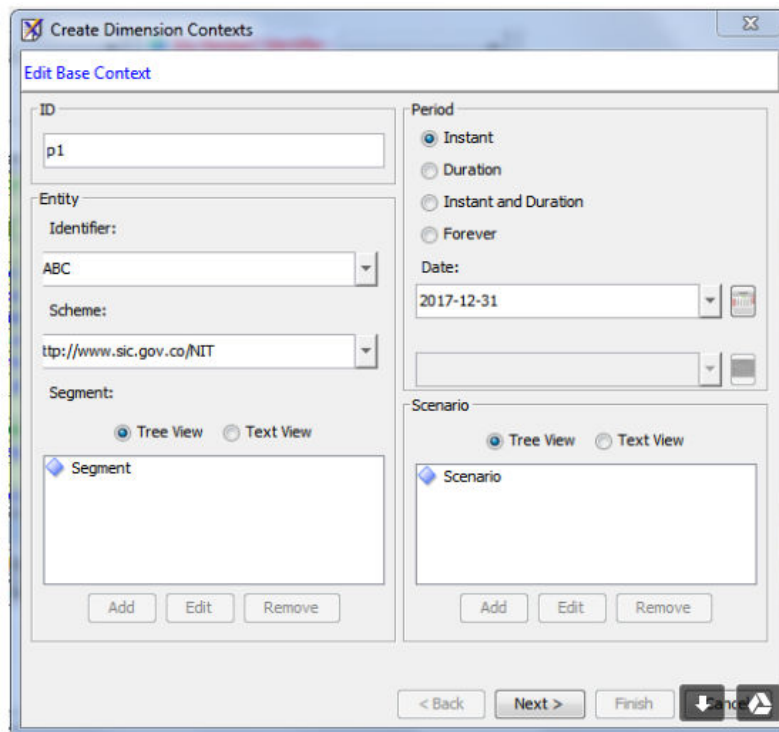 Create Dimension Contexts
Edit Base Context
ID
p1
Entity
Identifier:
ABC
Scheme:
ttp://www.sic.gov.co/NIT
Segment:
Tree View Text View
Segment
Add Edit Remove
Period
Instant
Duration
Instant and Duration
Forever
Date:
2017-12-31
Scenario
Tree View Text View
Scenario
Add Edit Remove
< Back Next > Finish Cancel